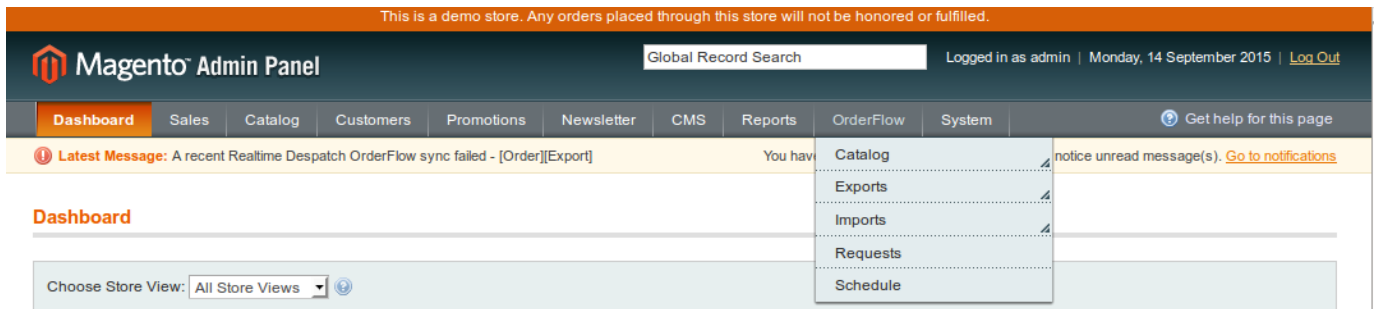 This is a demo store. Any orders placed through this store will not be honored or fulfilled.
Magento Admin Panel
Global Record Search
Logged in as admin | Monday, 14 September 2015 | Log Out
Dashboard Sales Catalog Customers Promotions Newsletter CMS Reports OrderFlow System Get help for this page
Latest Message: A recent Realtime Despatch OrderFlow sync failed - [Order][Export] You have notice unread message(s). Go to notifications
Catalog
Exports
Imports
Requests
Schedule
Dashboard
Choose Store View: All Store Views